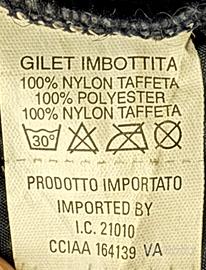 GILET IMBOTTITA
100% NYLON TAFFETA
100% POLYESTER
100% NYLON TAFFETA
30°
PRODOTTO IMPORTATO
IMPORTED BY
I.C. 21010
CCIAA 164139 VA